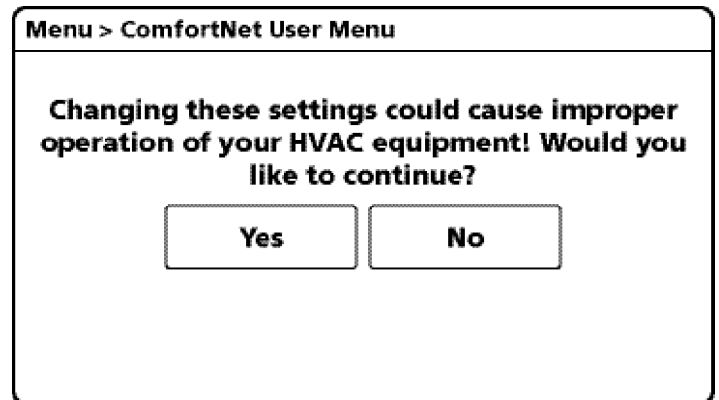 Menu > ComfortNet User Menu
Changing these settings could cause improper
operation of your HVAC equipment! Would you
like to continue?
Yes No